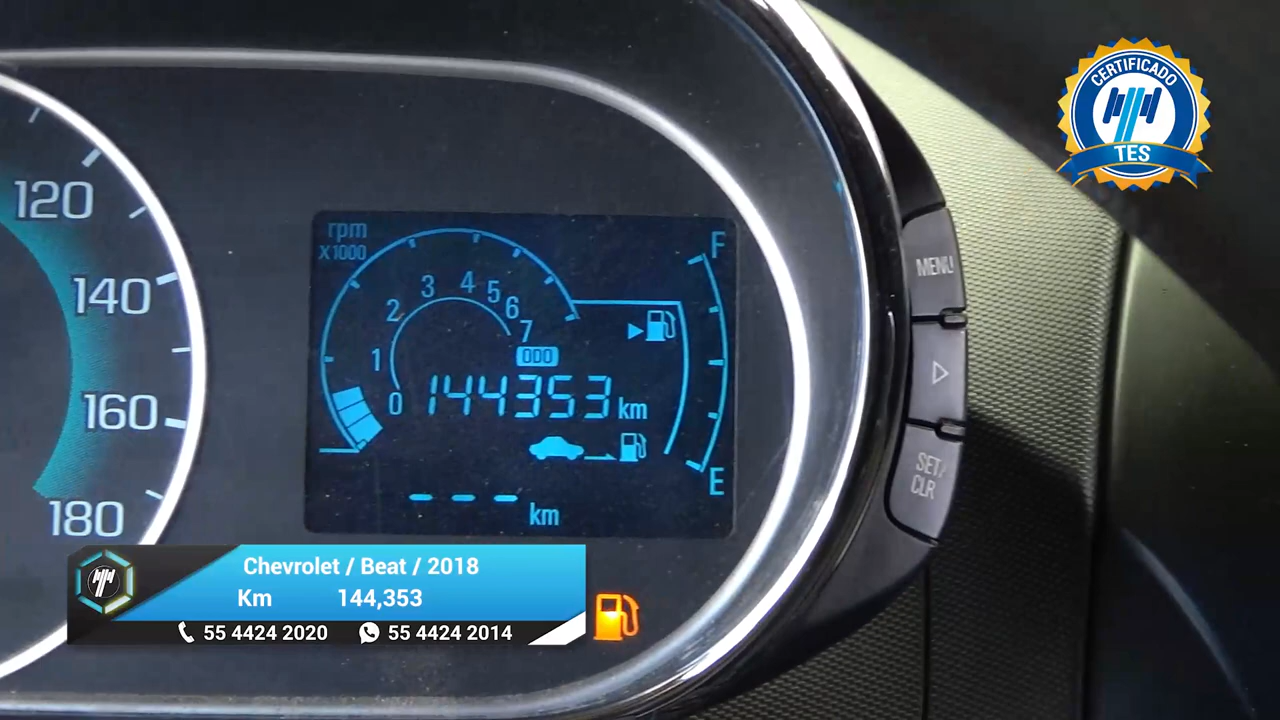 CERTIFICADO
TES
120
140
160
180
rpm
X1000
0
1
2
3
4
5
6
7
F
E
000
144353 km
--- km
MENU
SET/
CLR
Chevrolet / Beat / 2018
Km 144,353
55 4424 2020 55 4424 2014